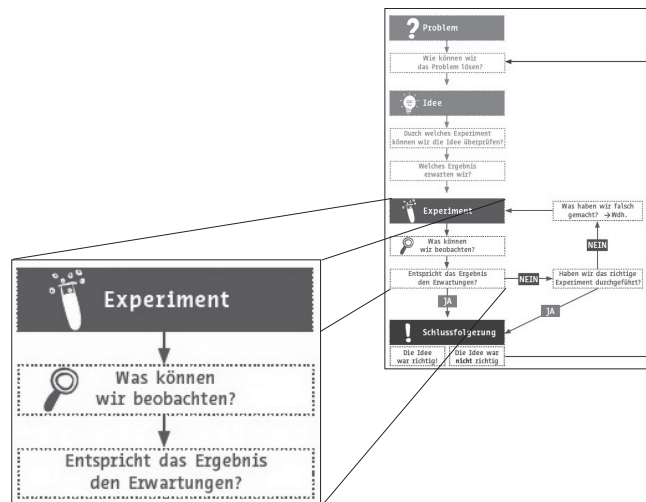 ? Problem
Wie können wir
das Problem lösen?
Idee
Durch welches Experiment
können wir die Idee überprüfen?
Welches Ergebnis
erwarten wir?
Experiment
Was haben wir falsch
gemacht? → Wdh.
Was können
wir beobachten?
NEIN
Entspricht das Ergebnis
den Erwartungen?
NEIN
Haben wir das richtige
Experiment durchgeführt?
JA
JA
! Schlussfolgerung
Die Idee
war richtig!
Die Idee war
nicht richtig
Experiment
Was können
wir beobachten?
Entspricht das Ergebnis
den Erwartungen?